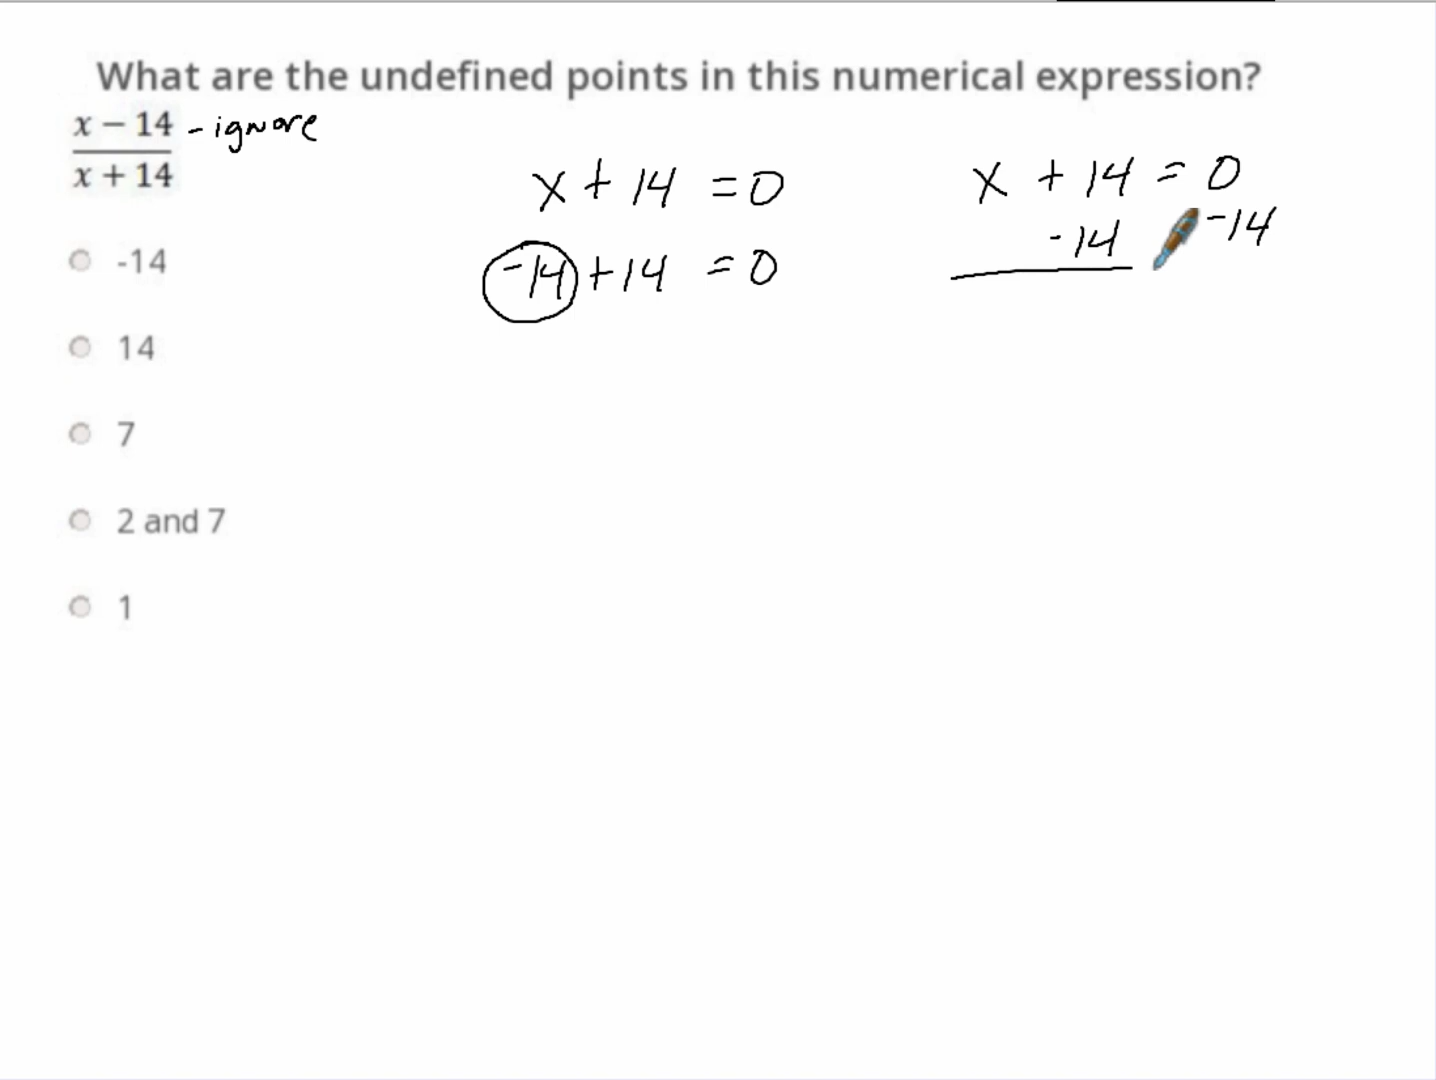 What are the undefined points in this numerical expression?
x − 14 - ignore
x + 14
x + 14 = 0
-14 + 14 = 0
x + 14 = 0
-14 -14
-14
14
7
2 and 7
1